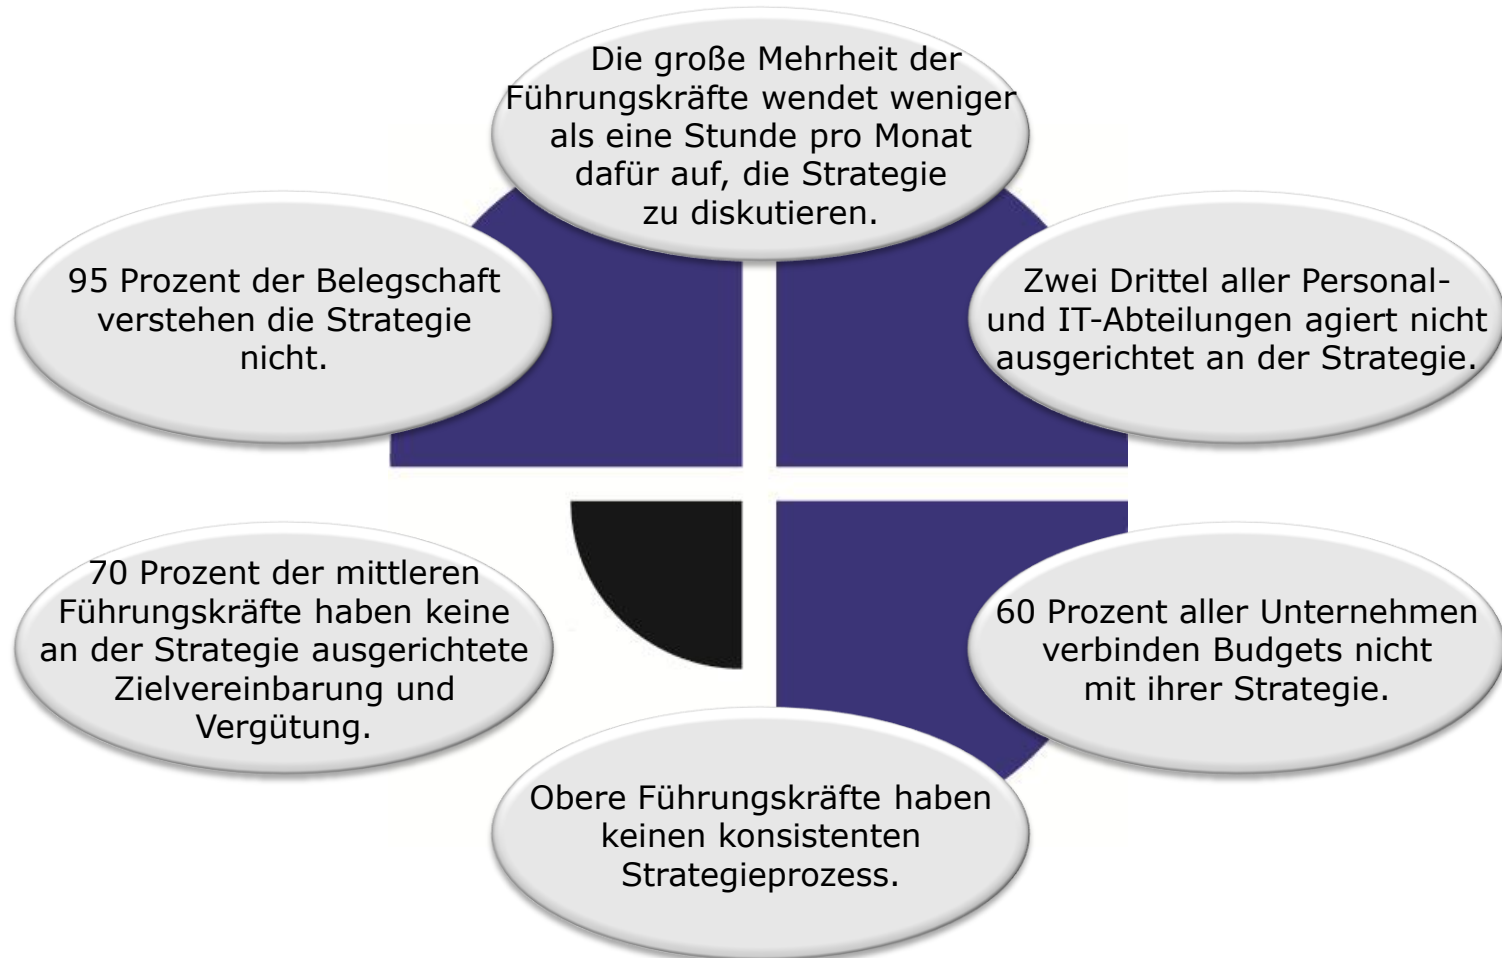 Die große Mehrheit der
Führungskräfte wendet weniger
als eine Stunde pro Monat
dafür auf, die Strategie
zu diskutieren.
95 Prozent der Belegschaft
verstehen die Strategie
nicht.
Zwei Drittel aller Personal-
und IT-Abteilungen agiert nicht
ausgerichtet an der Strategie.
70 Prozent der mittleren
Führungskräfte haben keine
an der Strategie ausgerichtete
Zielvereinbarung und
Vergütung.
60 Prozent aller Unternehmen
verbinden Budgets nicht
mit ihrer Strategie.
Obere Führungskräfte haben
keinen konsistenten
Strategieprozess.